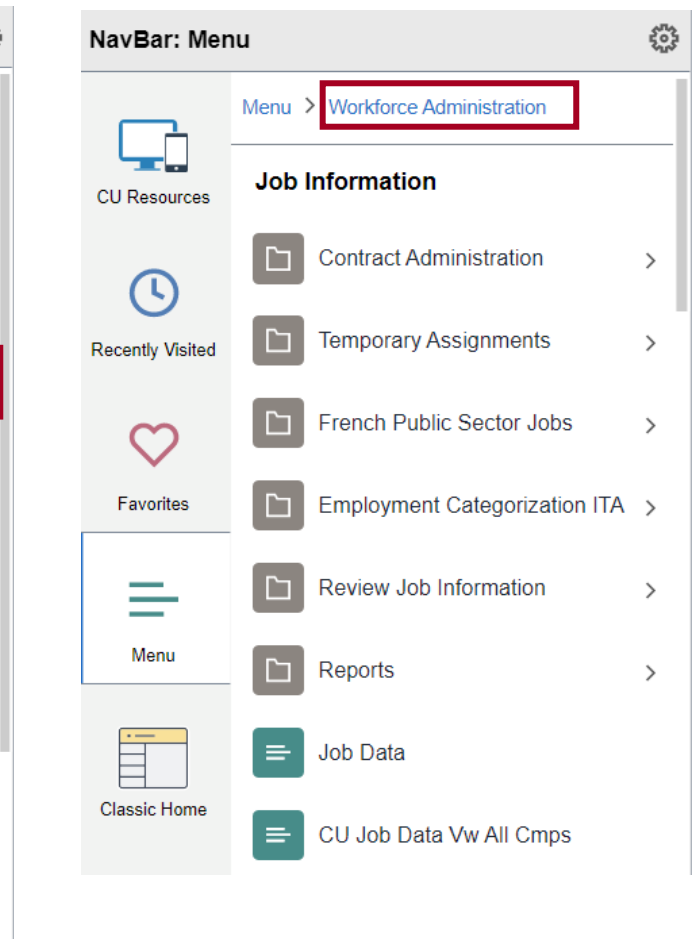 NavBar: Menu
Menu > Workforce Administration
CU Resources
Recently Visited
Favorites
Menu
Classic Home
Job Information
Contract Administration
Temporary Assignments
French Public Sector Jobs
Employment Categorization ITA
Review Job Information
Reports
Job Data
CU Job Data Vw All Cmps